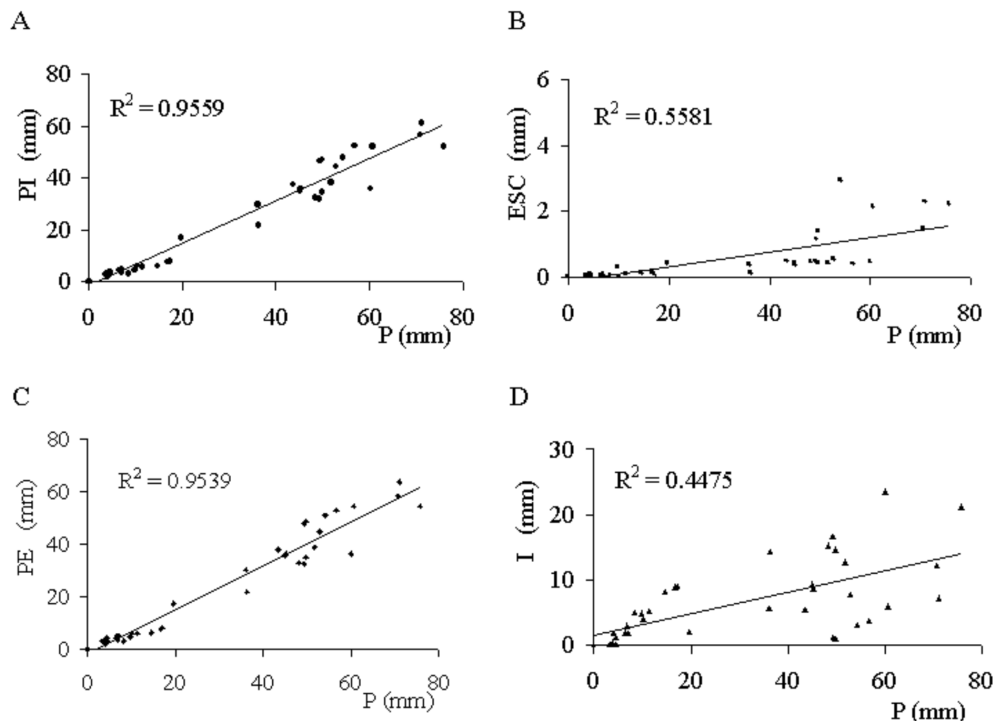 A
PI (mm)
80
60
40
20
0
R² = 0.9559
0 20 40 60 80
P (mm)
B
ESC (mm)
6
4
2
0
R² = 0.5581
0 20 40 60 80
P (mm)
C
PE (mm)
80
60
40
20
0
R² = 0.9539
0 20 40 60 80
P (mm)
D
I (mm)
30
20
10
0
R² = 0.4475
0 20 40 60 80
P (mm)